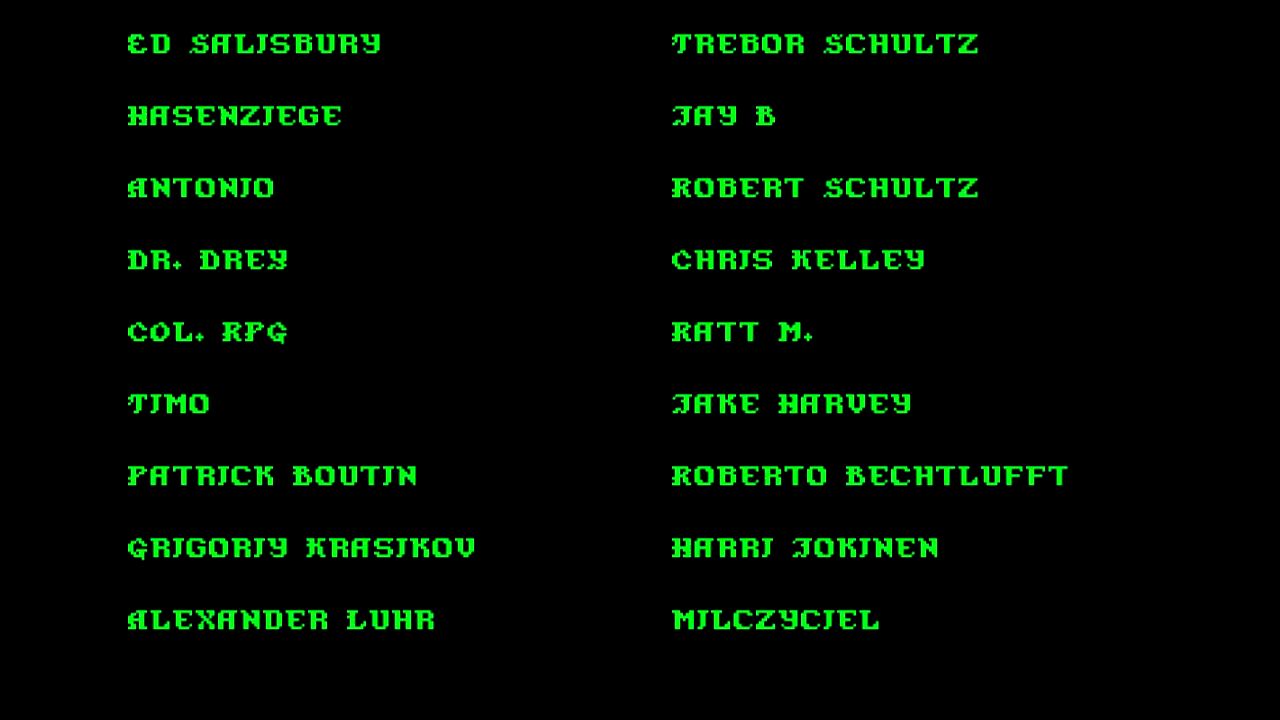 ED SALISBURY
TREBOR SCHULTZ
HASENZIEGE
JAY B
ANTONIO
ROBERT SCHULTZ
DR. DREY
CHRIS KELLEY
COL. RPG
RATT M.
TIMO
JAKE HARVEY
PATRICK BOUTIN
ROBERTO BECHTLUFFT
GRIGORIY KRASIKOV
HARRI JOKINEN
ALEXANDER LUHR
MILCZYCIEL